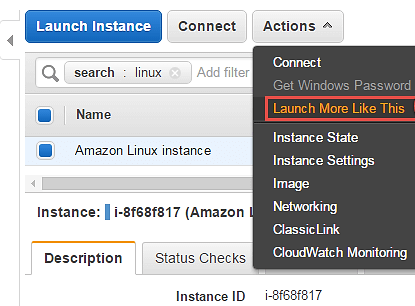 Launch Instance Connect Actions
search : linux Add filter
Connect
Get Windows Password
Launch More Like This
Name
Instance State
Amazon Linux instance
Instance Settings
Image
Instance: i-8f68f817 (Amazon L
Networking
ClassicLink
CloudWatch Monitoring
Description Status Checks
Instance ID i-8f68f817